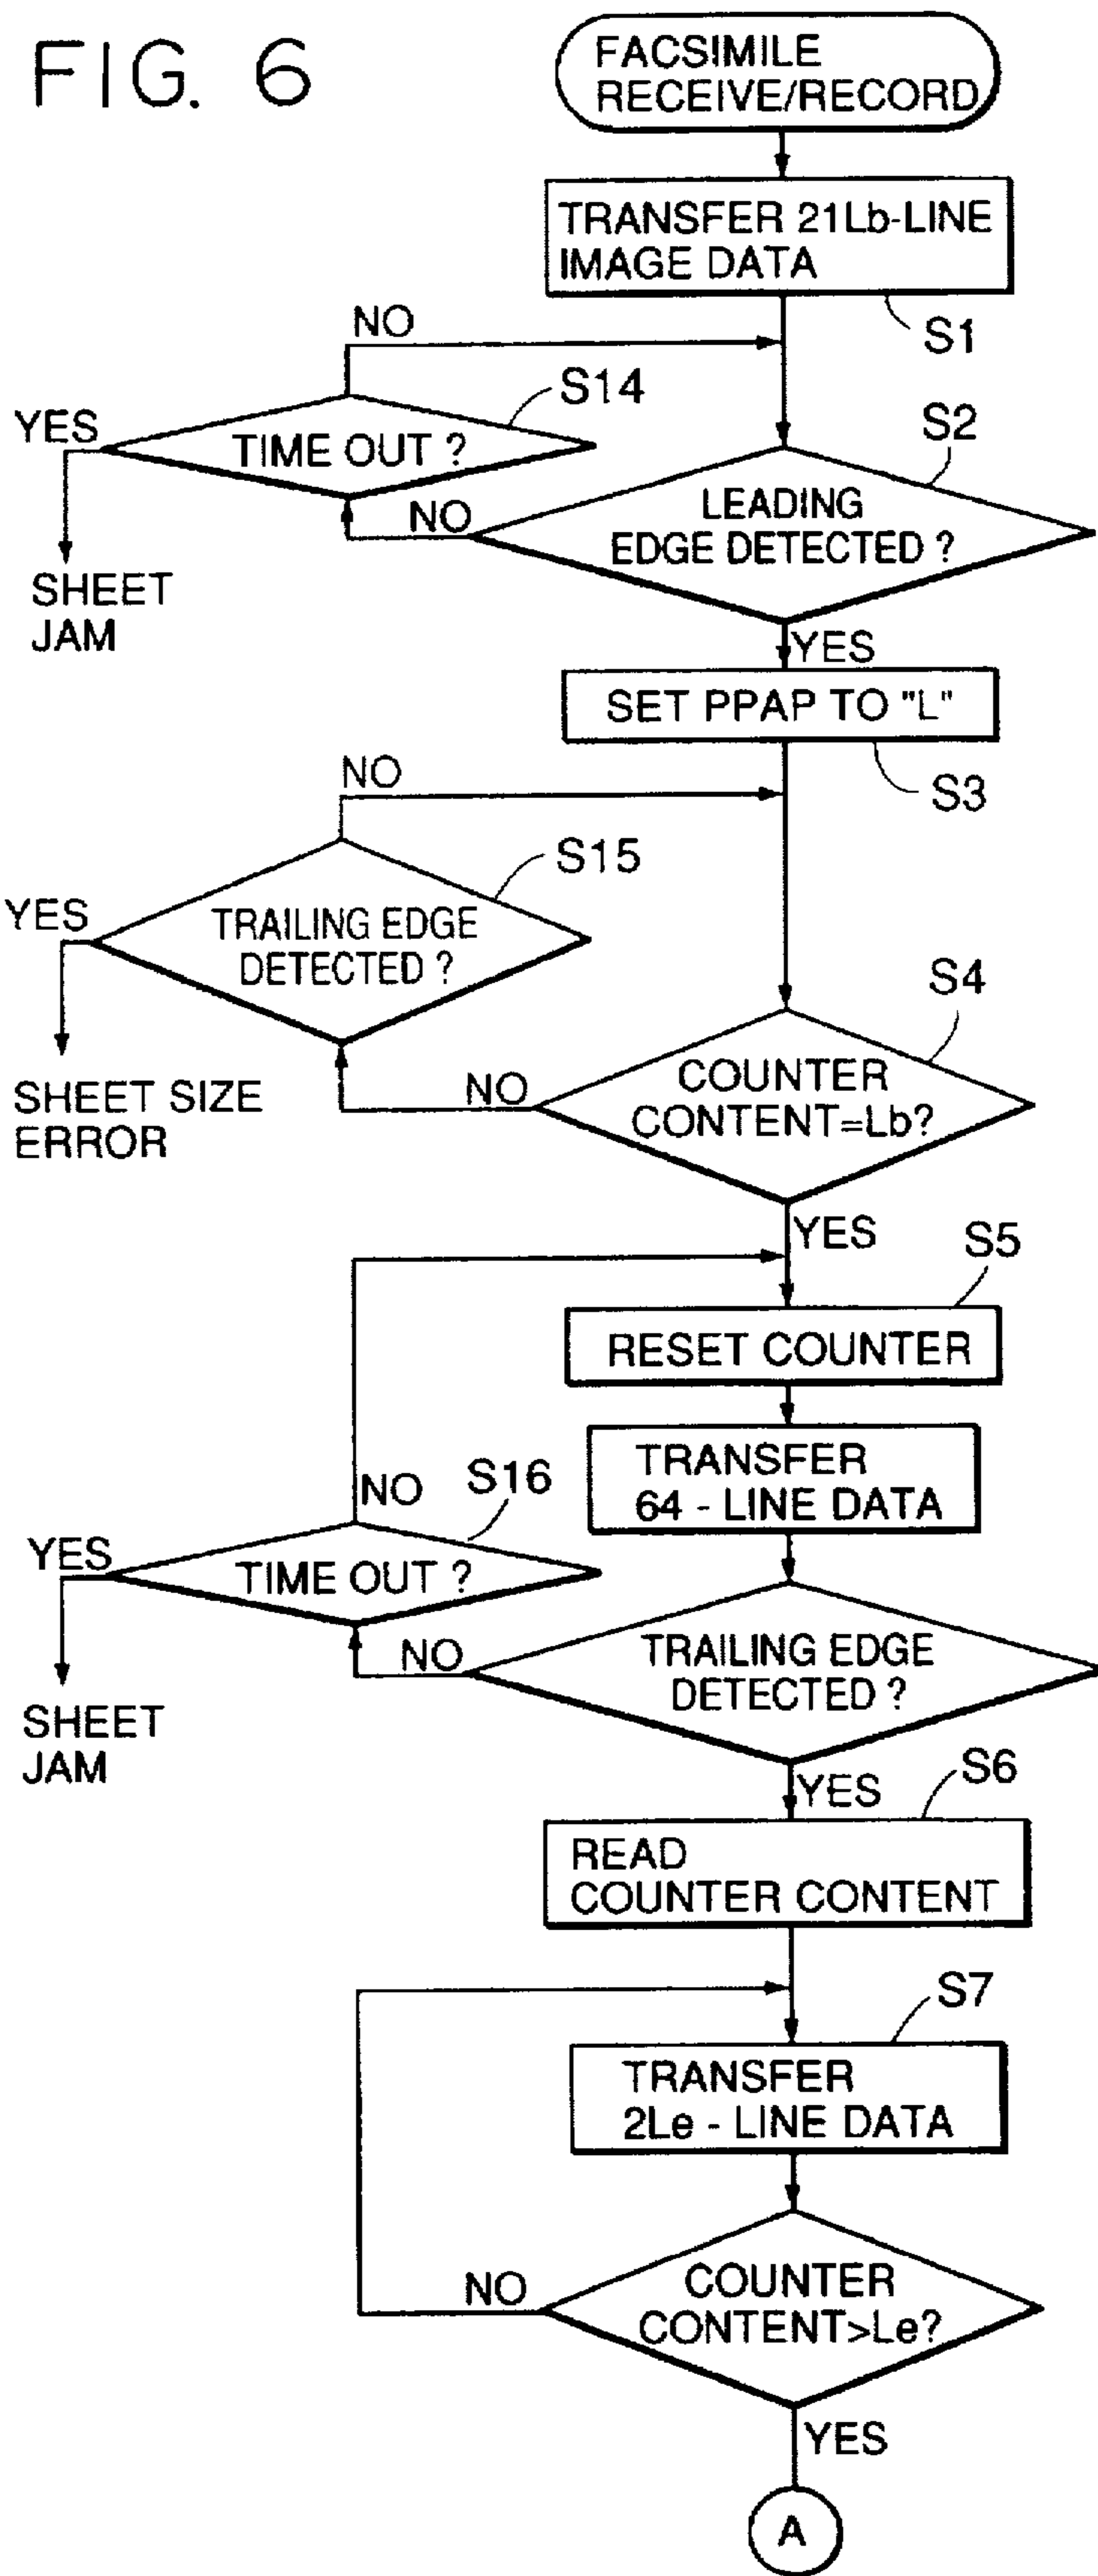 FIG. 6
FACSIMILE
RECEIVE/RECORD
TRANSFER 21Lb-LINE
IMAGE DATA
S1
NO
S14
YES
TIME OUT ?
S2
NO
LEADING
EDGE DETECTED ?
SHEET
JAM
YES
SET PPAP TO "L"
S3
NO
S15
YES
TRAILING EDGE
DETECTED ?
S4
NO
COUNTER
CONTENT=Lb?
SHEET SIZE
ERROR
YES
S5
RESET COUNTER
TRANSFER
64 - LINE DATA
NO
S16
YES
TIME OUT ?
NO
TRAILING EDGE
DETECTED ?
SHEET
JAM
YES
S6
READ
COUNTER CONTENT
S7
TRANSFER
2Le - LINE DATA
NO
COUNTER
CONTENT>Le?
YES
A